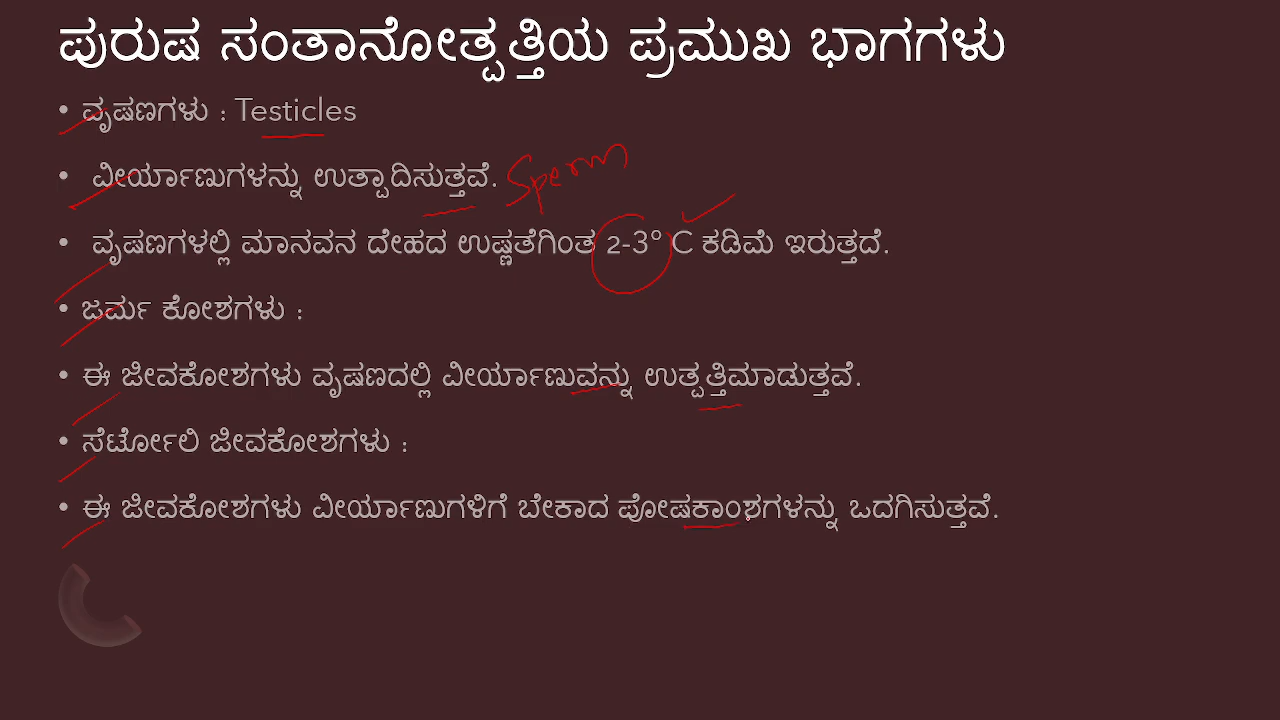 ಪುರುಷ ಸಂತಾನೋತ್ಪತ್ತಿಯ ಪ್ರಮುಖ ಭಾಗಗಳು
• ವೃಷಣಗಳು : Testicles
• ವೀರ್ಯಾಣುಗಳನ್ನು ಉತ್ಪಾದಿಸುತ್ತವೆ. Sperm
• ವೃಷಣಗಳಲ್ಲಿ ಮಾನವನ ದೇಹದ ಉಷ್ಣತೆಗಿಂತ 2-3° C ಕಡಿಮೆ ಇರುತ್ತದೆ.
• ಜರ್ಮ್ ಕೋಶಗಳು :
• ಈ ಜೀವಕೋಶಗಳು ವೃಷಣದಲ್ಲಿ ವೀರ್ಯಾಣುವನ್ನು ಉತ್ಪತ್ತಿಮಾಡುತ್ತವೆ.
• ಸೆರ್ಟೋಲಿ ಜೀವಕೋಶಗಳು :
• ಈ ಜೀವಕೋಶಗಳು ವೀರ್ಯಾಣುಗಳಿಗೆ ಬೇಕಾದ ಪೋಷಕಾಂಶಗಳನ್ನು ಒದಗಿಸುತ್ತವೆ.